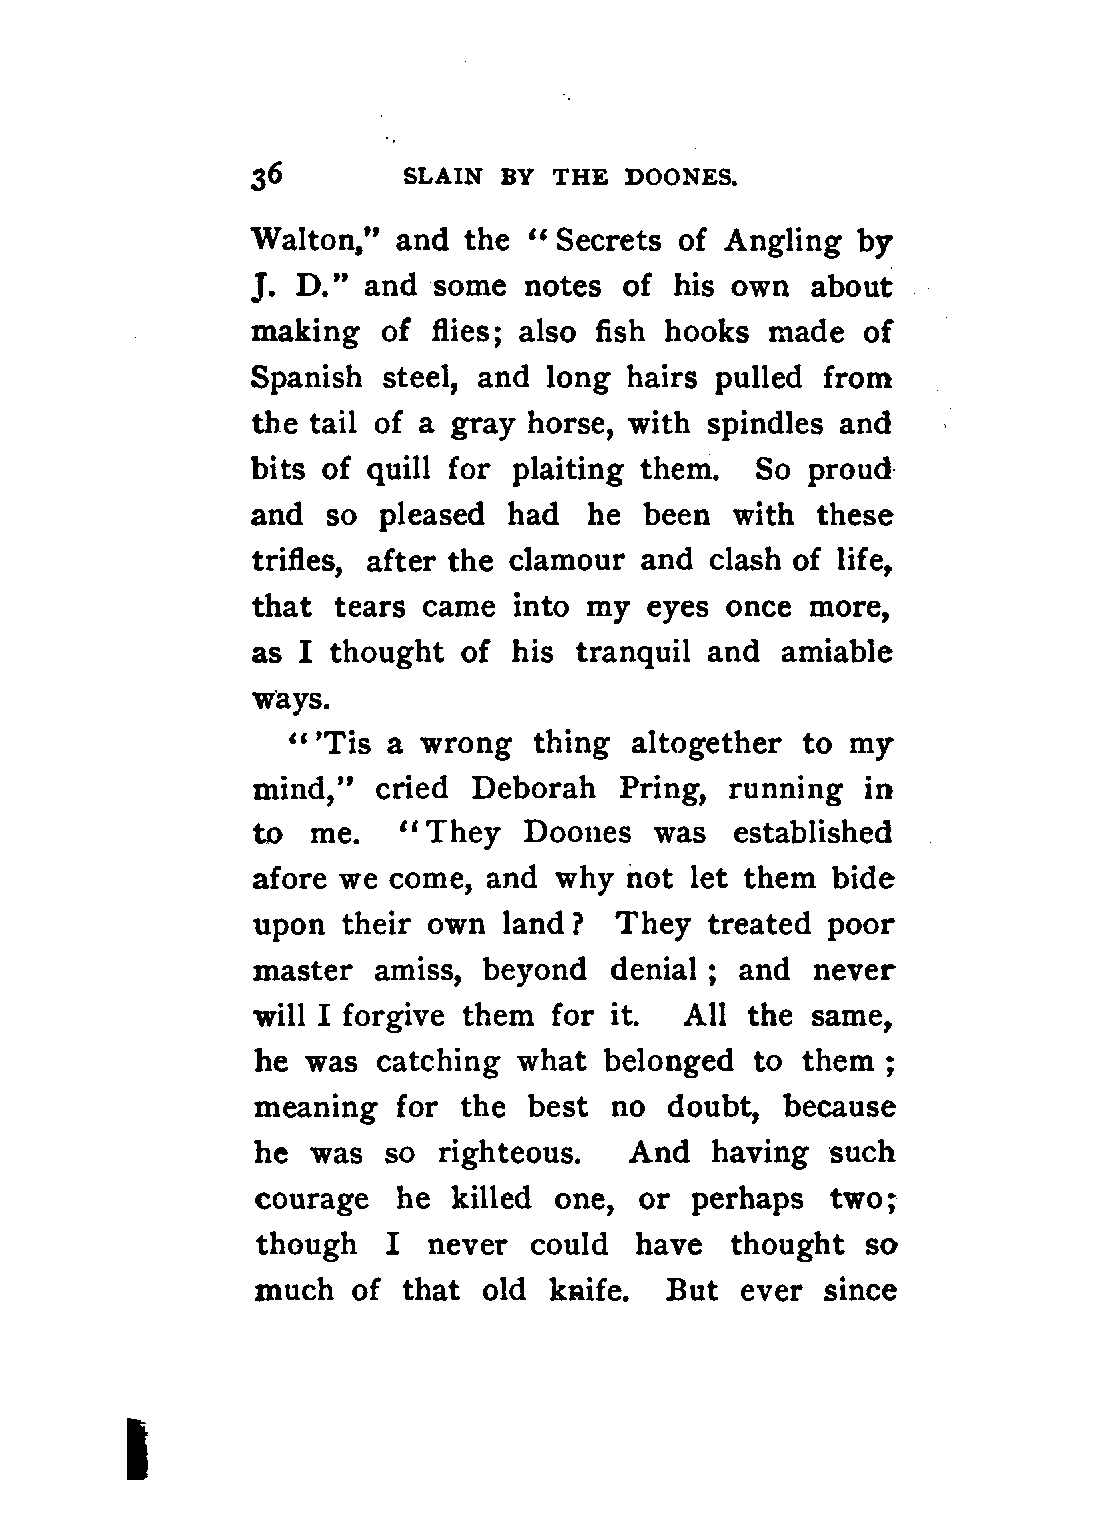 36 SLAIN BY THE DOONES.
Walton," and the "Secrets of Angling by
J. D." and some notes of his own about
making of flies; also fish hooks made of
Spanish steel, and long hairs pulled from
the tail of a gray horse, with spindles and
bits of quill for plaiting them. So proud
and so pleased had he been with these
trifles, after the clamour and clash of life,
that tears came into my eyes once more,
as I thought of his tranquil and amiable
ways.
"'Tis a wrong thing altogether to my
mind," cried Deborah Pring, running in
to me. "They Doones was established
afore we come, and why not let them bide
upon their own land? They treated poor
master amiss, beyond denial; and never
will I forgive them for it. All the same,
he was catching what belonged to them;
meaning for the best no doubt, because
he was so righteous. And having such
courage he killed one, or perhaps two;
though I never could have thought so
much of that old knife. But ever since